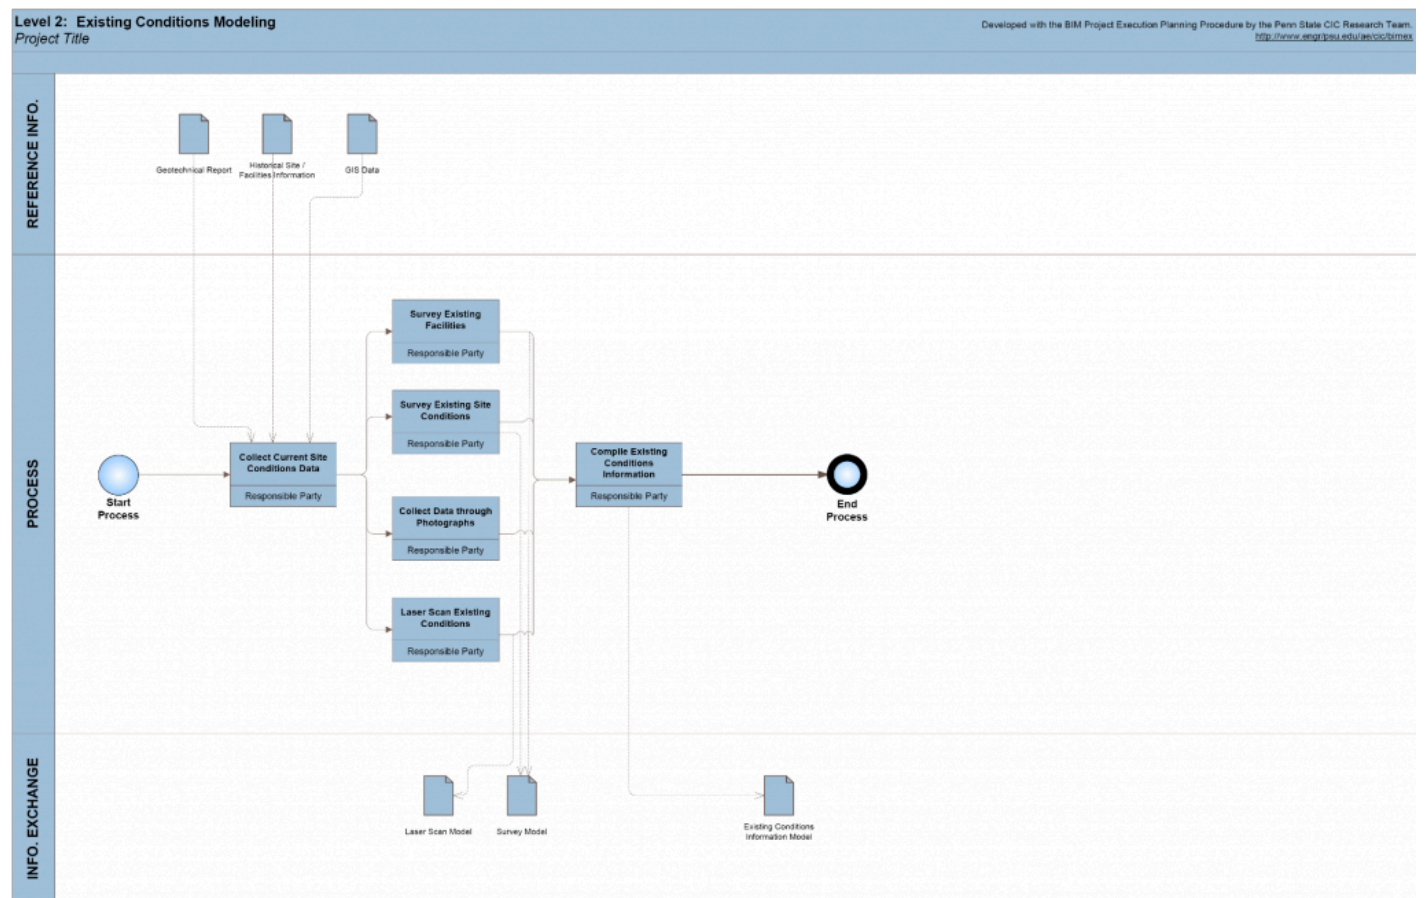 Level 2: Existing Conditions Modeling
Project Title
Developed with the BIM Project Execution Planning Procedure by the Penn State CIC Research Team.
http://www.engr/psu.edu/ae/cic/bimex
REFERENCE INFO.
Geotechnical Report
Historical Site /
Facilities Information
GIS Data
PROCESS
Start
Process
Collect Current Site
Conditions Data
Responsible Party
Survey Existing
Facilities
Responsible Party
Survey Existing Site
Conditions
Responsible Party
Collect Data through
Photographs
Responsible Party
Laser Scan Existing
Conditions
Responsible Party
Compile Existing
Conditions
Information
Responsible Party
End
Process
INFO. EXCHANGE
Laser Scan Model
Survey Model
Existing Conditions
Information Model